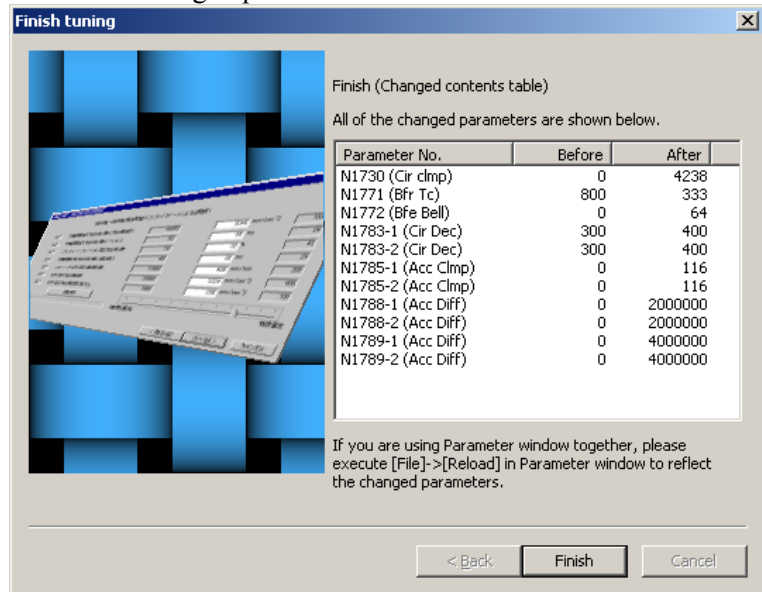 Finish tuning
Finish (Changed contents table)
All of the changed parameters are shown below.
Parameter No. Before After
N1730 (Cir clmp) 0 4238
N1771 (Bfr Tc) 800 333
N1772 (Bfe Bell) 0 64
N1783-1 (Cir Dec) 300 400
N1783-2 (Cir Dec) 300 400
N1785-1 (Acc Clmp) 0 116
N1785-2 (Acc Clmp) 0 116
N1788-1 (Acc Diff) 0 2000000
N1788-2 (Acc Diff) 0 2000000
N1789-1 (Acc Diff) 0 4000000
N1789-2 (Acc Diff) 0 4000000
If you are using Parameter window together, please
execute [File]->[Reload] in Parameter window to reflect
the changed parameters.
< Back Finish Cancel